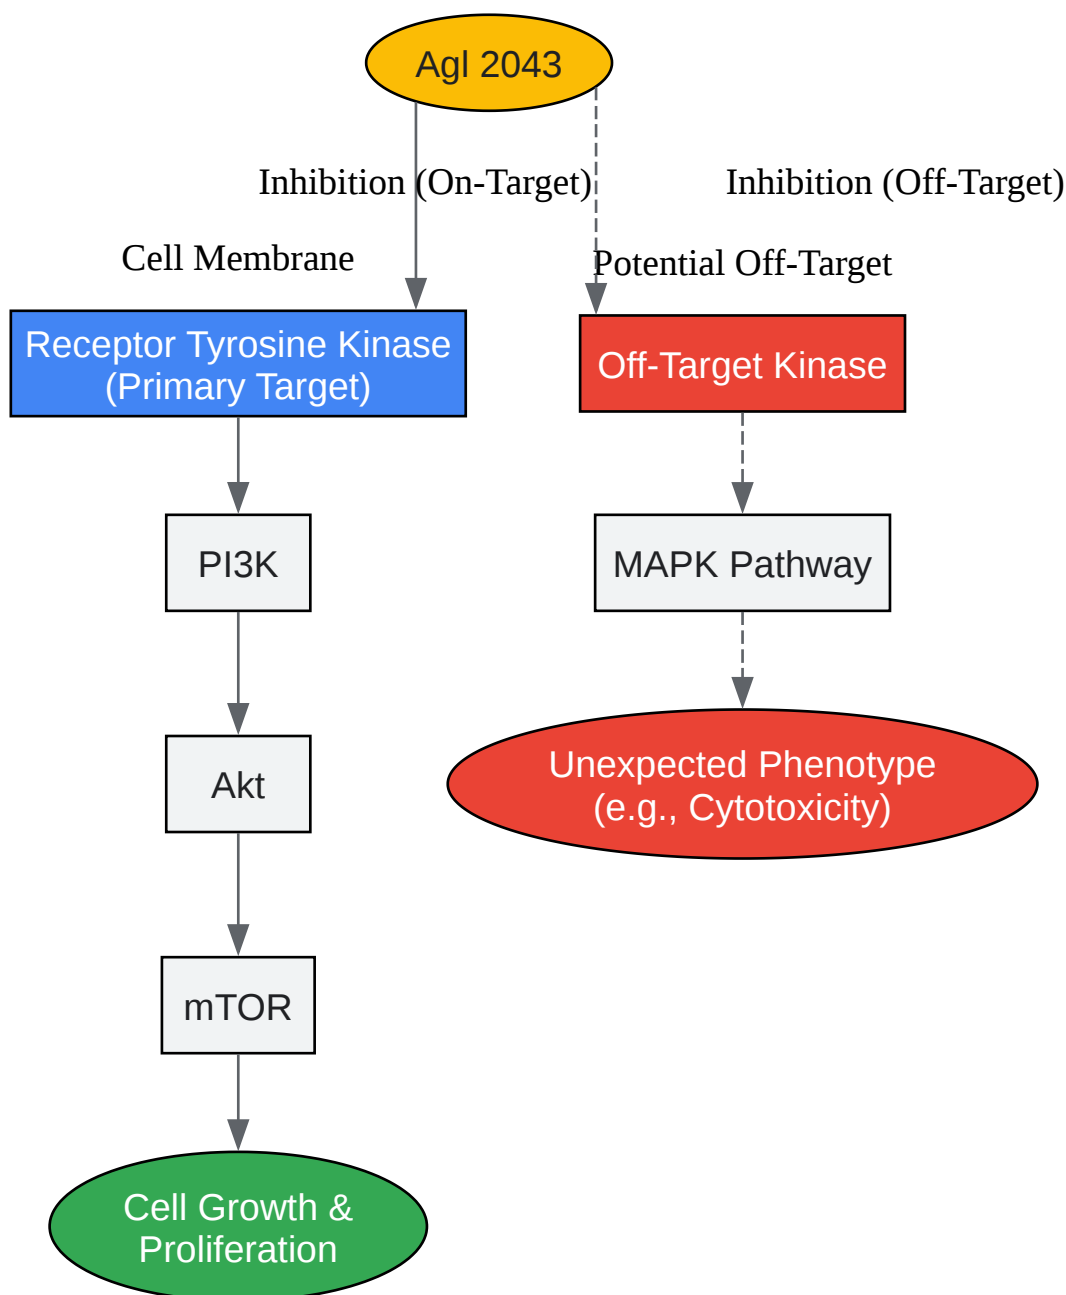 Agl 2043
Inhibition (On-Target)
Inhibition (Off-Target)
Cell Membrane
Potential Off-Target
Receptor Tyrosine Kinase
(Primary Target)
Off-Target Kinase
PI3K
MAPK Pathway
Akt
Unexpected Phenotype
(e.g., Cytotoxicity)
mTOR
Cell Growth &
Proliferation